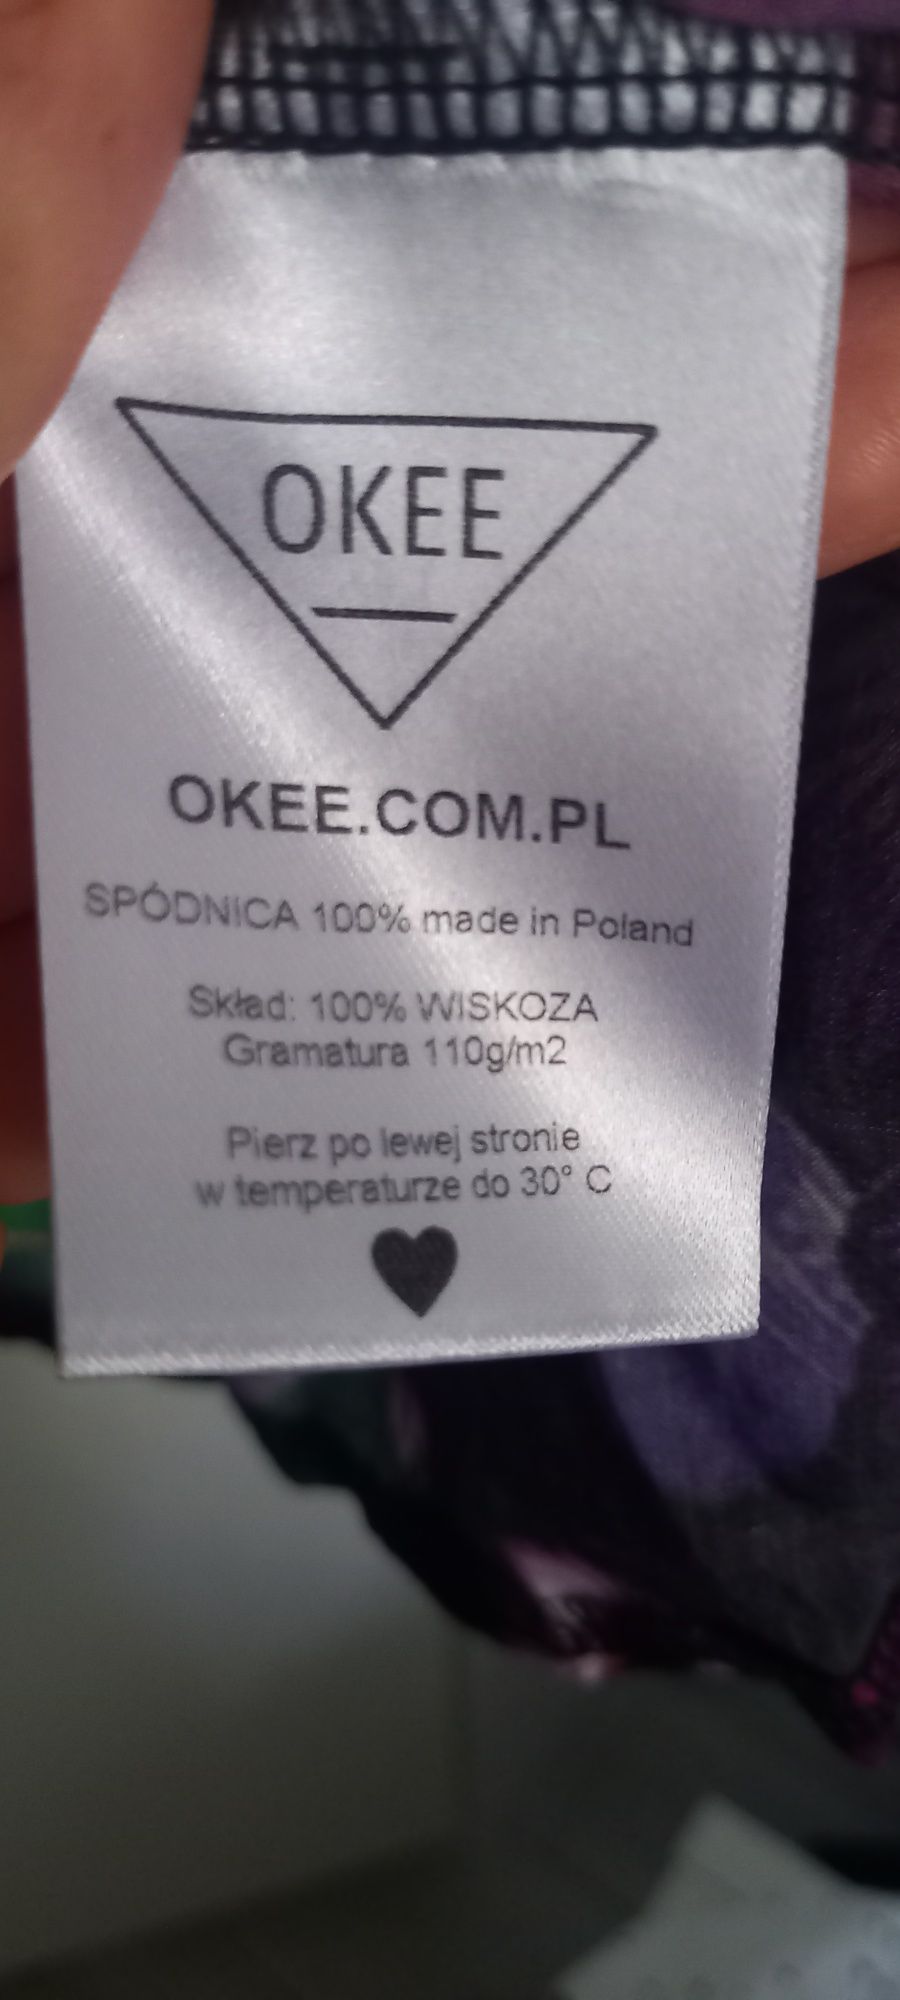 OKEE
OKEE.COM.PL
SPÓDNICA 100% made in Poland
Skład: 100% WISKOZA
Gramatura 110g/m2
Pierz po lewej stronie
w temperaturze do 30° C